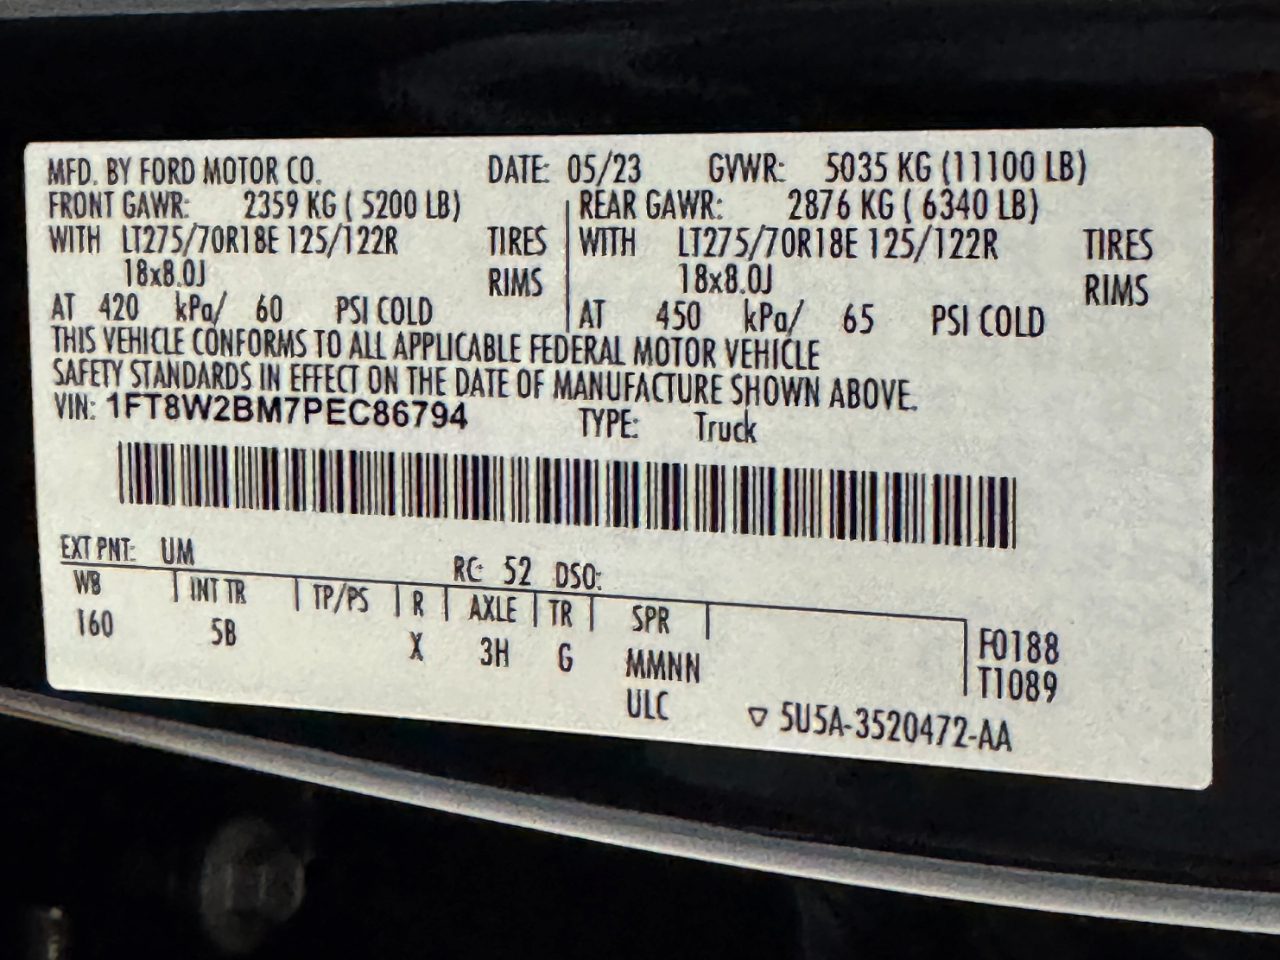 MFD. BY FORD MOTOR CO. DATE: 05/23 GVWR: 5035 KG (11100 LB)
FRONT GAWR: 2359 KG ( 5200 LB) REAR GAWR: 2876 KG ( 6340 LB)
WITH LT275/70R18E 125/122R TIRES WITH LT275/70R18E 125/122R TIRES
18x8.0J RIMS 18x8.0J RIMS
AT 420 kPa/ 60 PSI COLD AT 450 kPa/ 65 PSI COLD
THIS VEHICLE CONFORMS TO ALL APPLICABLE FEDERAL MOTOR VEHICLE
SAFETY STANDARDS IN EFFECT ON THE DATE OF MANUFACTURE SHOWN ABOVE.
VIN: 1FT8W2BM7PEC86794 TYPE: Truck
EXT PNT: UM RC: 52 DSO:
WB INT TR TP/PS R AXLE TR SPR
160 5B X 3H G MMNN F0188
ULC T1089
▽ 5U5A-3520472-AA